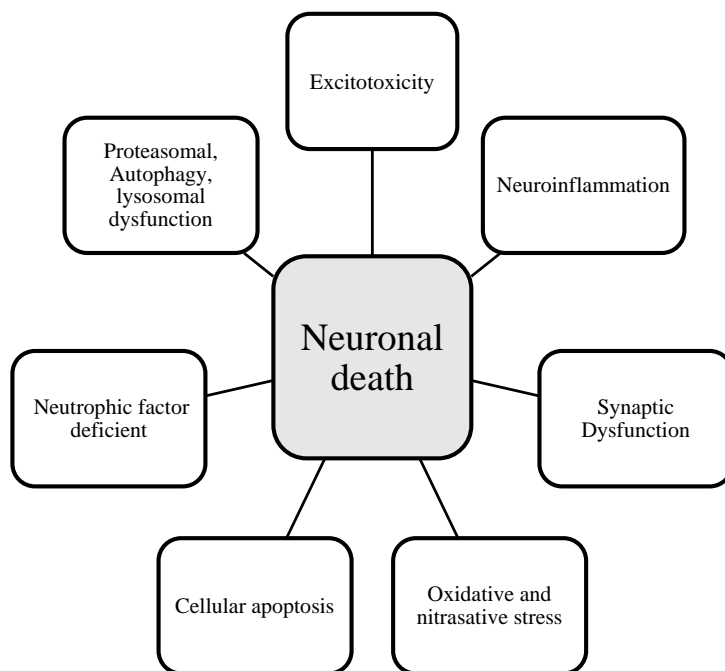 Excitotoxicity
Proteasomal,
Autophagy,
lysosomal
dysfunction
Neuroinflammation
Neuronal
death
Neutrophic factor
deficient
Synaptic
Dysfunction
Cellular apoptosis
Oxidative and
nitrasative stress